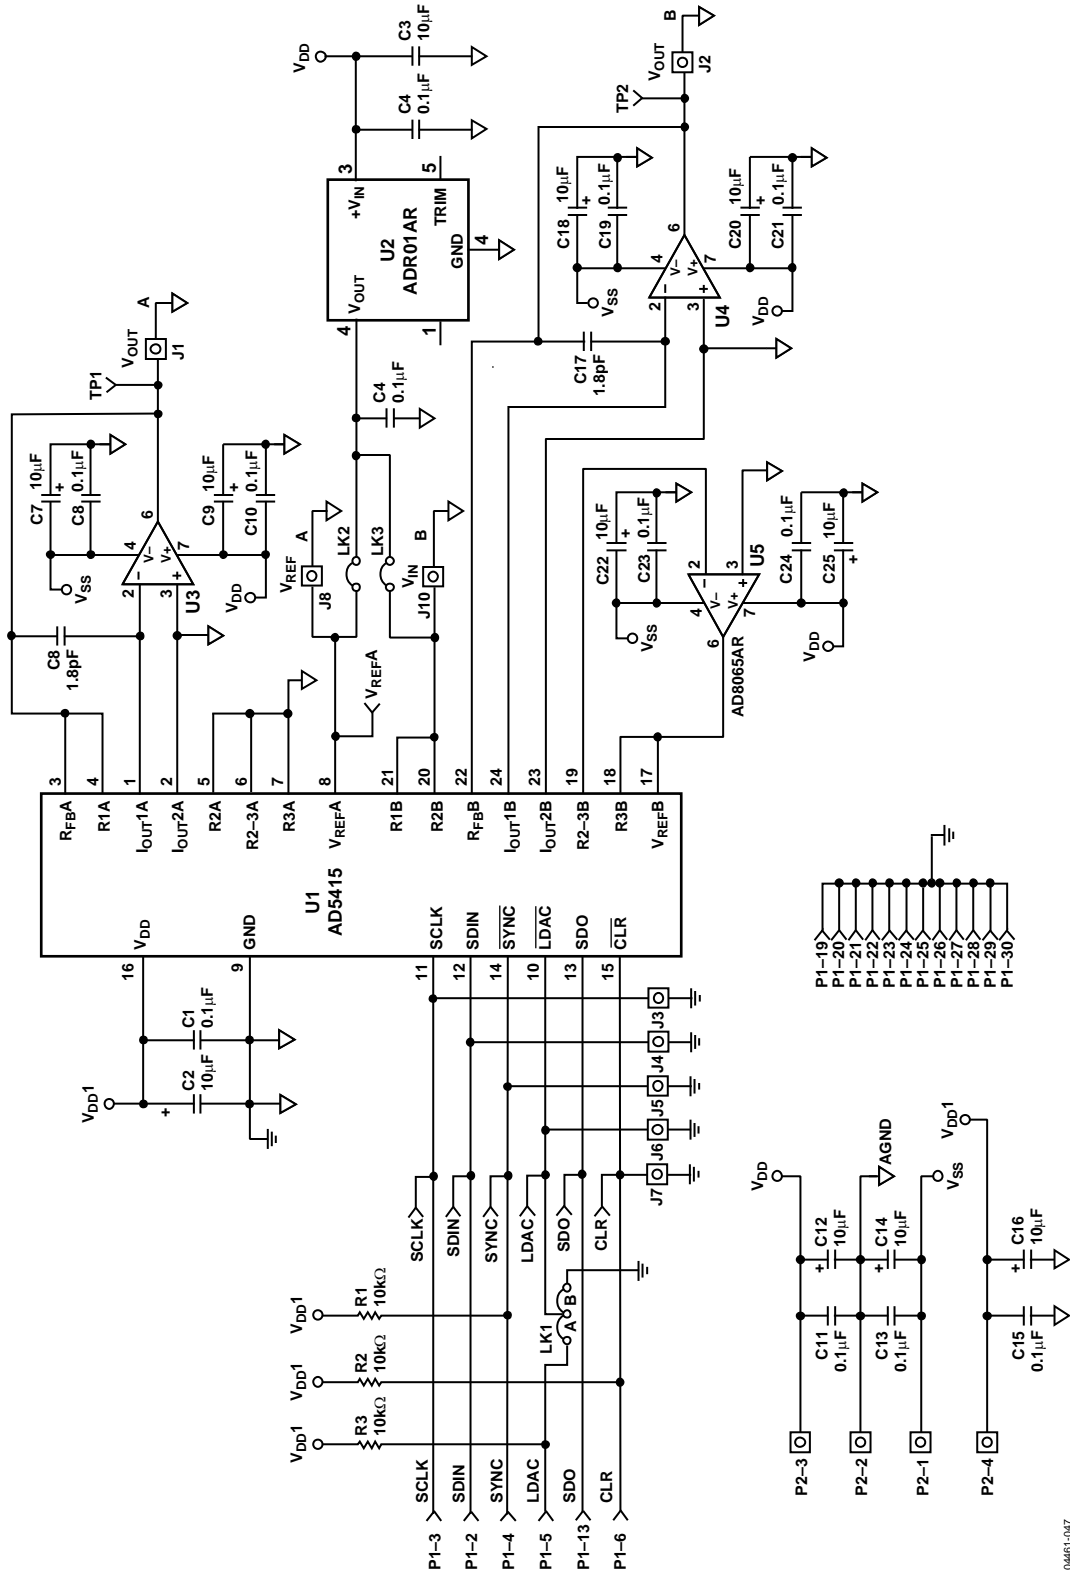 VDD
C3
10µF
C4
0.1µF
3
+VIN
5
TRIM
U2
ADR01AR
GND
4
VOUT
4
1
C4
0.1µF
VREF
A
J8
LK2
LK3
VIN
B
J10
VREFA
B
VOUT
J2
TP2
C18
10µF
+
C19
0.1µF
VSS
4
V–
6
V+
7
2
–
3
+
U4
C20
10µF
+
C21
0.1µF
VDD
C17
1.8pF
A
VOUT
J1
TP1
C7
10µF
+
C8
0.1µF
VSS
4
V–
6
V+
7
2
–
3
+
U3
C9
10µF
+
C10
0.1µF
VDD
C8
1.8pF
C22
10µF
+
C23
0.1µF
VSS
2
–
3
+
U5
4
V–
V+
7
6
AD8065AR
C24
0.1µF
C25
10µF
+
VDD
3
RFBA
4
R1A
1
IOUT1A
2
IOUT2A
5
R2A
6
R2–3A
7
R3A
8
VREFA
21
R1B
20
R2B
22
RFBB
24
IOUT1B
23
IOUT2B
19
R2–3B
18
R3B
17
VREFB
U1
AD5415
VDD
16
GND
9
SCLK
11
SDIN
12
SYNC
14
LDAC
10
SDO
13
CLR
15
C1
0.1µF
C2
10µF
+
VDD1
J3
J4
J5
J6
J7
SCLK
SDIN
SYNC
LDAC
SDO
CLR
LK1
A
B
VDD1
R1
10kΩ
VDD1
R2
10kΩ
VDD1
R3
10kΩ
SCLK
P1–3
SDIN
P1–2
SYNC
P1–4
LDAC
P1–5
SDO
P1–13
CLR
P1–6
P1–19
P1–20
P1–21
P1–22
P1–23
P1–24
P1–25
P1–26
P1–27
P1–28
P1–29
P1–30
VDD
AGND
VSS
VDD1
C12
10µF
+
C14
10µF
+
C16
10µF
+
C11
0.1µF
C13
0.1µF
C15
0.1µF
P2–3
P2–2
P2–1
P2–4
04461-047